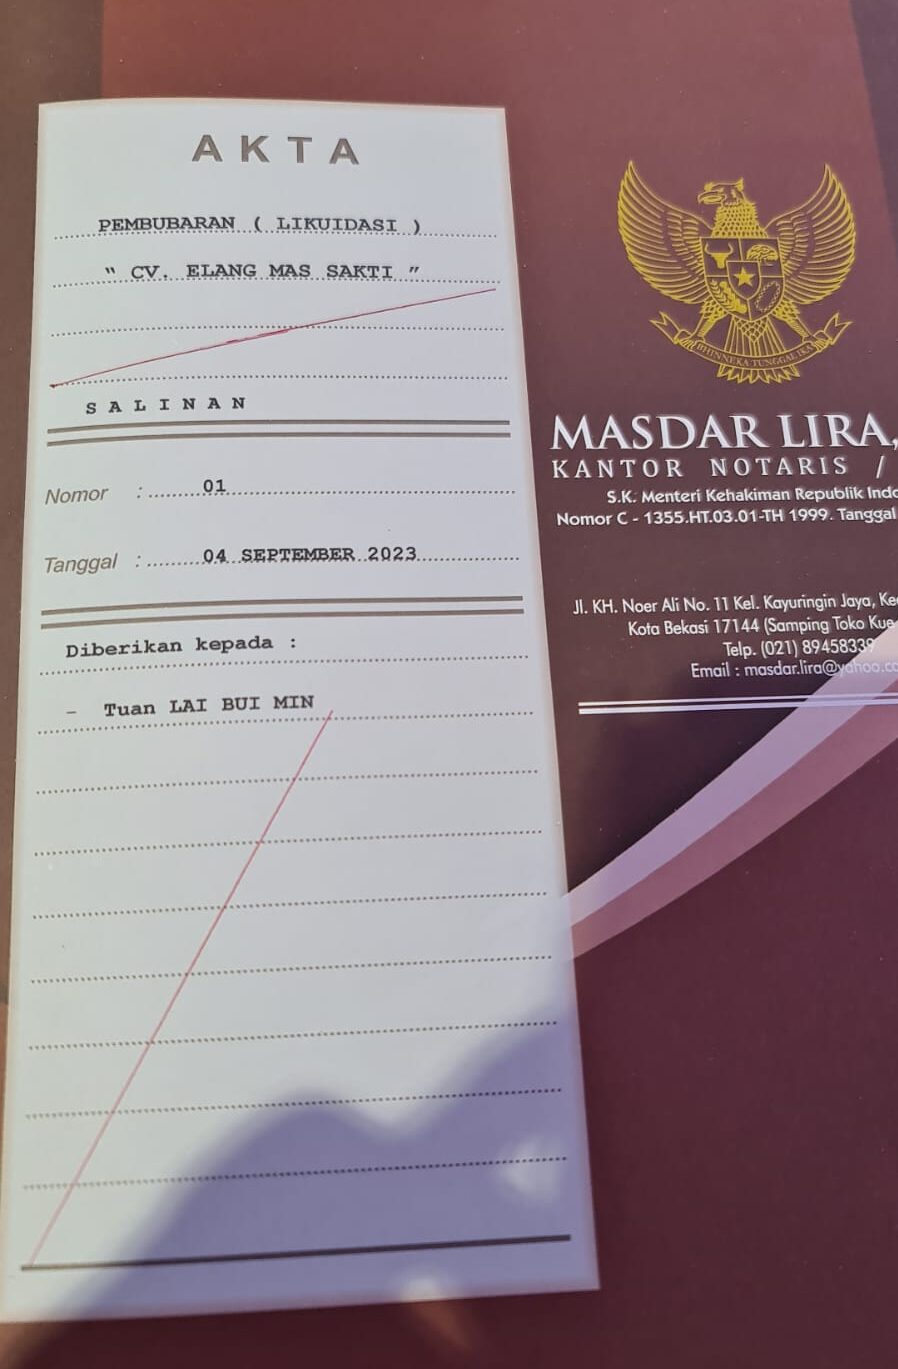 AKTA
PEMBUBARAN ( LIKUIDASI )
" CV. ELANG MAS SAKTI "
SALINAN
Nomor : 01
Tanggal : 04 SEPTEMBER 2023
Diberikan kepada :
- Tuan LAI BUI MIN
BHINNEKA TUNGGAL IKA
MASDAR LIRA,
KANTOR NOTARIS /
S.K. Menteri Kehakiman Republik
Nomor C - 1355.HT.03.01-TH 1999. Tanggal
Jl. KH. Noer Ali No. 11 Kel. Kayuringin Jaya,
Kota Bekasi 17144 (Samping Toko Kue
Telp. (021) 89458339
Email : masdar.lira@yahoo.co